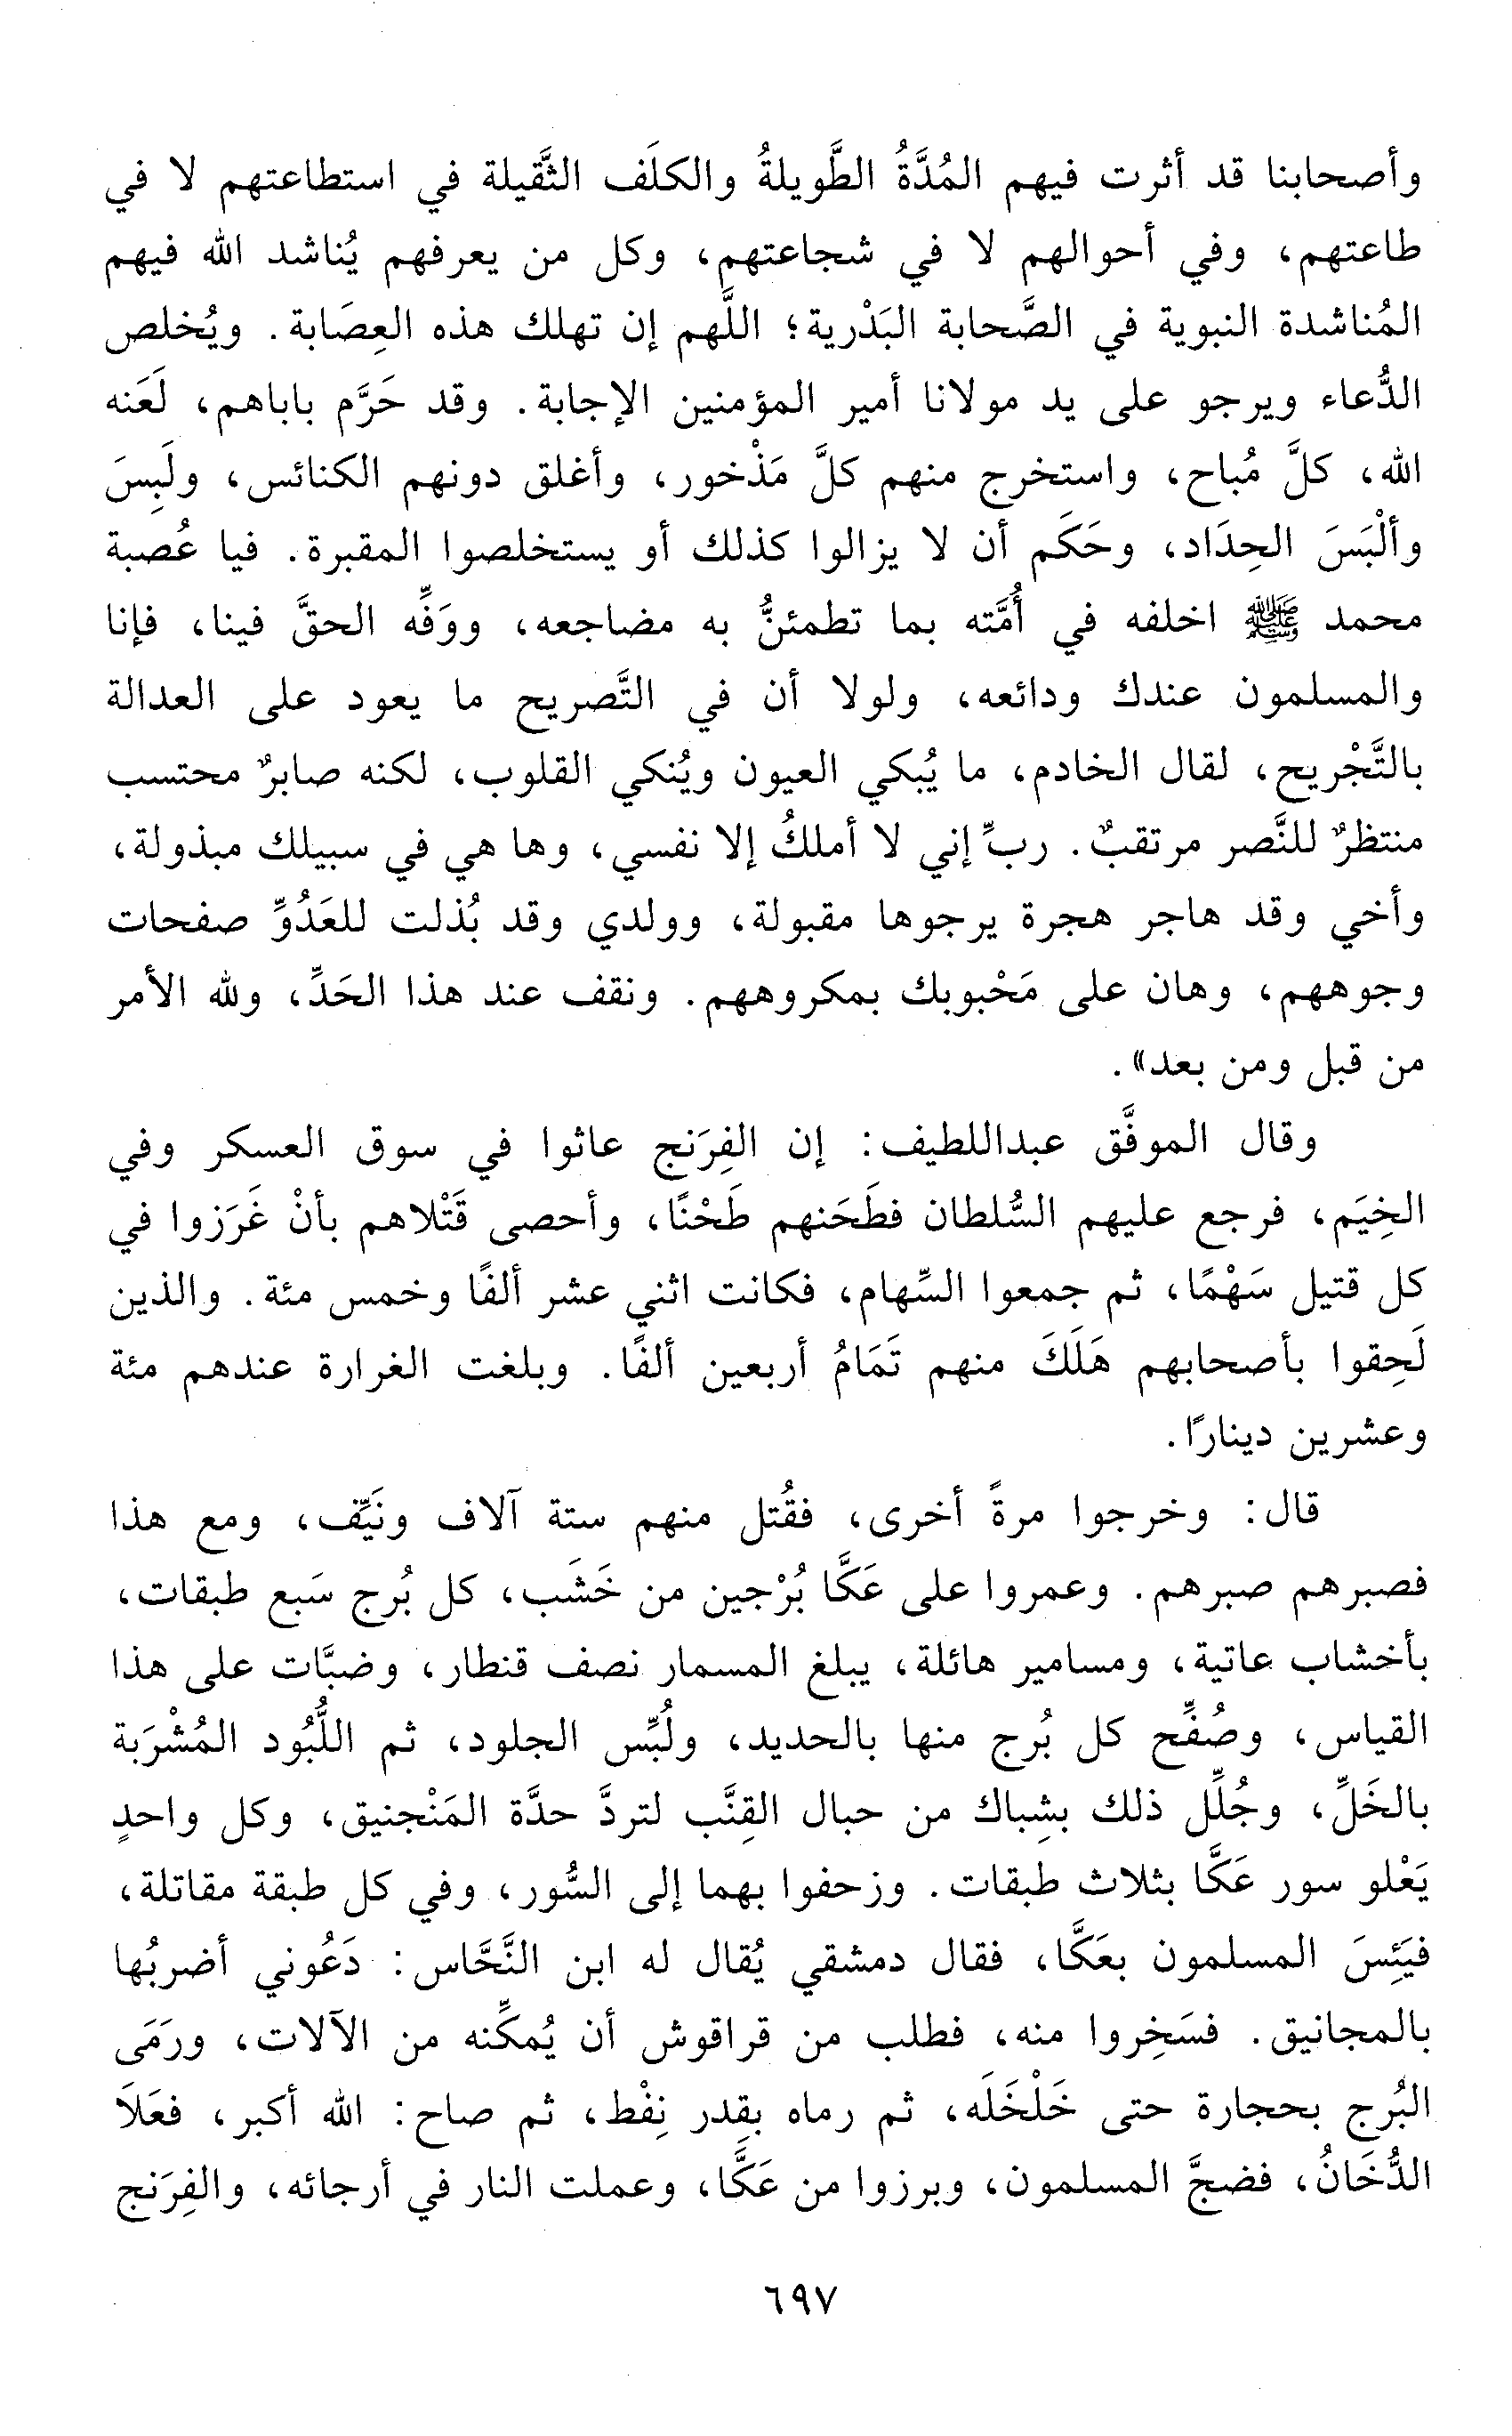 وأصحابنا قد أثرت فيهم المُدَّةُ الطَّويلةُ والكلَف الثَّقيلة في استطاعتهم لا في
طاعتهم، وفي أحوالهم لا في شجاعتهم، وكل من يعرفهم يُناشد الله فيهم
المُناشدة النبوية في الصَّحابة البَدْرية؛ اللَّهم إن تهلك هذه العِصَابة. ويُخلص
الدُّعاء ويرجو على يد مولانا أمير المؤمنين الإجابة. وقد حَرَّم باباهم، لَعَنه
الله، كلَّ مُباح، واستخرج منهم كلَّ مَذْخور، وأغلق دونهم الكنائس، ولَبِسَ
وألْبَسَ الحِدَاد، وحَكَم أن لا يزالوا كذلك أو يستخلصوا المقبرة. فيا عُصبة
محمد ﷺ اخلفه في أُمَّته بما تطمئنُّ به مضاجعه، ووَفِّه الحقَّ فينا، فإنا
والمسلمون عندك ودائعه، ولولا أن في التَّصريح ما يعود على العدالة
بالتَّجْريح، لقال الخادم، ما يُبكي العيون ويُنكي القلوب، لكنه صابرٌ محتسب
منتظرٌ للنَّصر مرتقبٌ. ربِّ إني لا أملكُ إلا نفسي، وها هي في سبيلك مبذولة،
وأخي وقد هاجر هجرة يرجوها مقبولة، وولدي وقد بُذلت للعَدُوِّ صفحات
وجوههم، وهان على مَحْبوبك بمكروههم. ونقف عند هذا الحَدِّ، ولله الأمر
من قبل ومن بعد».
وقال الموفَّق عبداللطيف: إن الفِرَنج عاثوا في سوق العسكر وفي
الخِيَم، فرجع عليهم السُّلطان فطَحَنهم طَحْنًا، وأحصى قَتْلاهم بأنْ غَرَزوا في
كل قتيل سَهْمًا، ثم جمعوا السِّهام، فكانت اثني عشر ألفًا وخمس مئة. والذين
لَحِقوا بأصحابهم هَلَكَ منهم تَمَامُ أربعين ألفًا. وبلغت الغرارة عندهم مئة
وعشرين دينارًا.
قال: وخرجوا مرةً أخرى، فقُتل منهم ستة آلاف ونَيِّف، ومع هذا
فصبرهم صبرهم. وعمروا على عَكَّا بُرْجين من خَشَب، كل بُرج سَبع طبقات،
بأخشاب عاتية، ومسامير هائلة، يبلغ المسمار نصف قنطار، وضبَّات على هذا
القياس، وصُفِّح كل بُرج منها بالحديد، ولُبِّس الجلود، ثم اللُّبُود المُشْرَبة
بالخَلِّ، وجُلِّل ذلك بشِباك من حبال القِنَّب لتردَّ حدَّة المَنْجنيق، وكل واحدٍ
يَعْلو سور عَكَّا بثلاث طبقات. وزحفوا بهما إلى السُّور، وفي كل طبقة مقاتلة،
فيَئِسَ المسلمون بعَكَّا، فقال دمشقي يُقال له ابن النَّحَّاس: دَعُوني أضربُها
بالمجانيق. فسَخِروا منه، فطلب من قراقوش أن يُمكِّنه من الآلات، ورَمَى
البُرج بحجارة حتى خَلْخَلَه، ثم رماه بقِدر نِفْط، ثم صاح: الله أكبر، فعَلَا
الدُّخَانُ، فضجَّ المسلمون، وبرزوا من عَكَّا، وعملت النار في أرجائه، والفِرَنج
٦٩٧